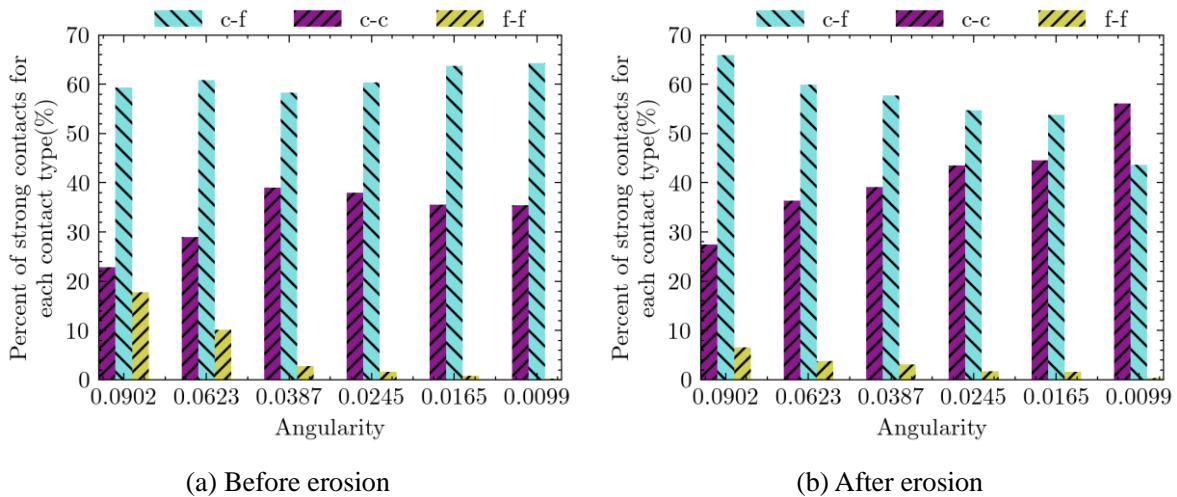 c-f c-c f-f
Percent of strong contacts for
each contact type(%)
70
60
50
40
30
20
10
0
0.0902 0.0623 0.0387 0.0245 0.0165 0.0099
Angularity
(a) Before erosion
c-f c-c f-f
Percent of strong contacts for
each contact type(%)
70
60
50
40
30
20
10
0
0.0902 0.0623 0.0387 0.0245 0.0165 0.0099
Angularity
(b) After erosion